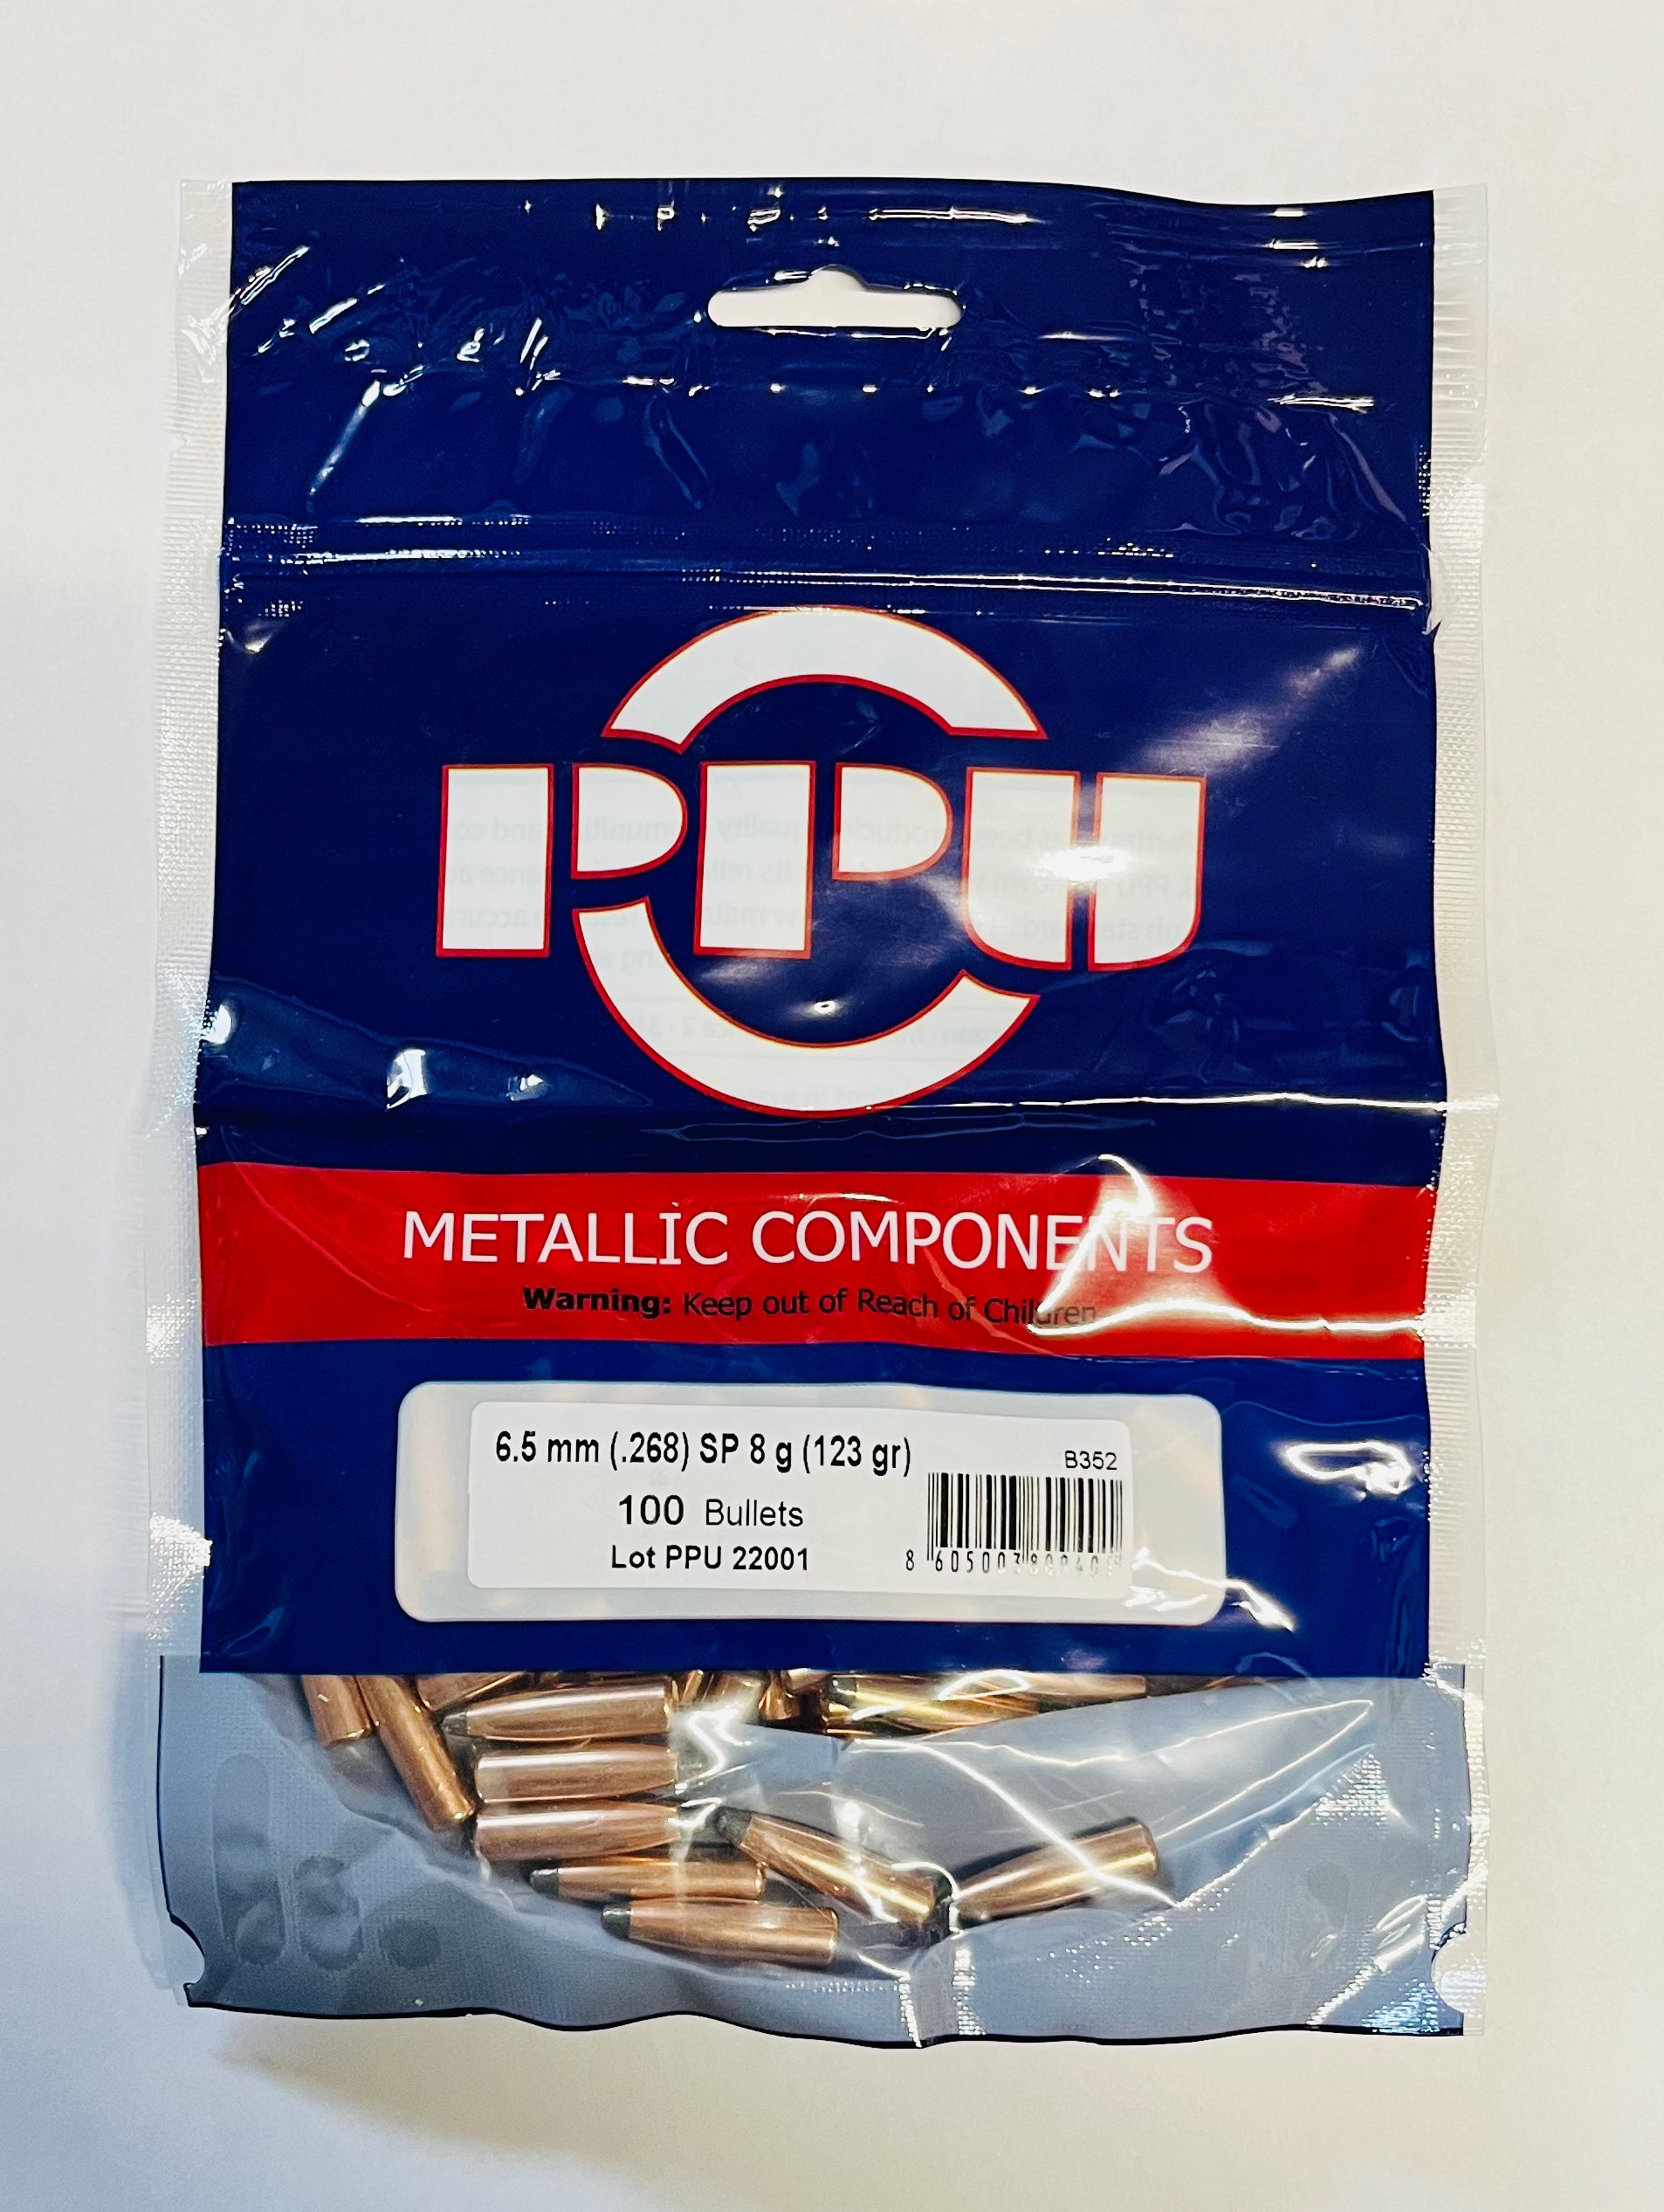 PPU
METALLIC COMPONENTS
Warning: Keep out of Reach of Children
6.5 mm (.268) SP 8 g (123 gr)
B352
100 Bullets
Lot PPU 22001